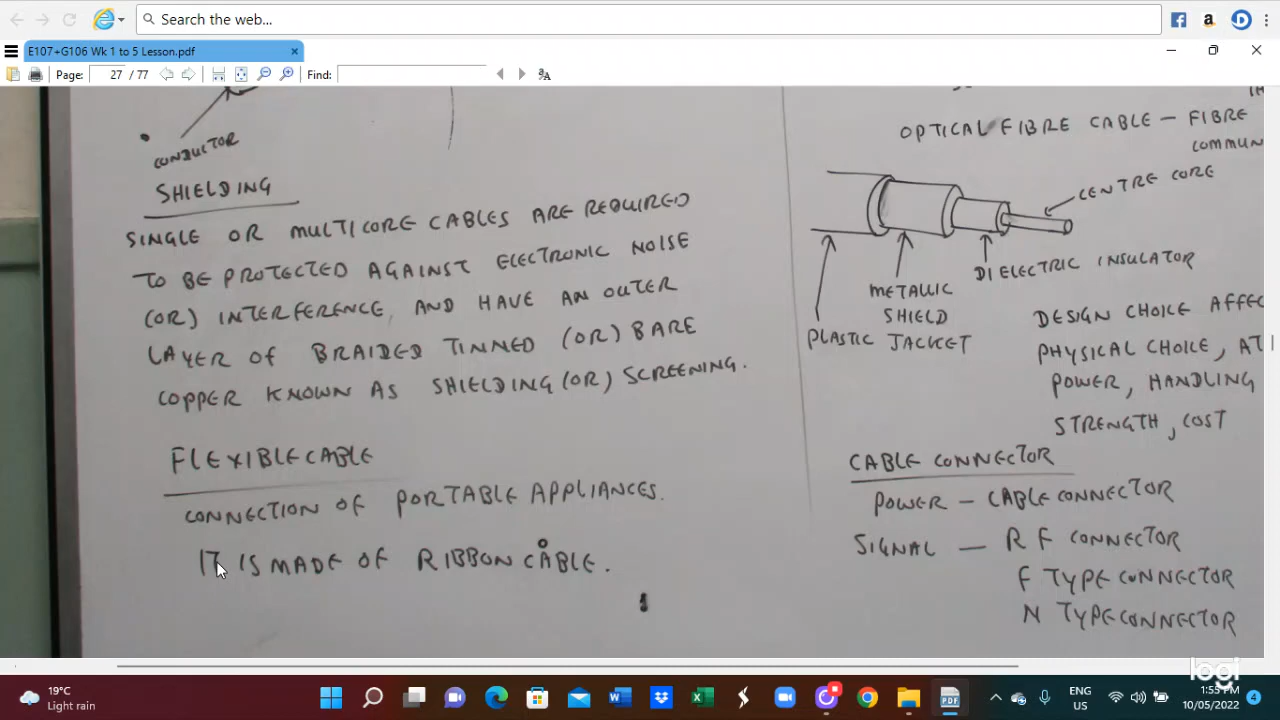 Search the web...
E107+G106 Wk 1 to 5 Lesson.pdf
Page: 27 / 77 Find:
CONDUCTOR
SHIELDING
SINGLE OR MULTICORE CABLES ARE REQUIRED
TO BE PROTECTED AGAINST ELECTRONIC NOISE
(OR) INTERFERENCE, AND HAVE AN OUTER
LAYER OF BRAIDED TINNED (OR) BARE
COPPER KNOWN AS SHIELDING (OR) SCREENING.
FLEXIBLE CABLE
CONNECTION OF PORTABLE APPLIANCES.
IT IS MADE OF RIBBON CABLE.
OPTICAL FIBRE CABLE - FIBRE
COMMUN
CENTRE CORE
DIELECTRIC INSULATOR
METALLIC
SHIELD
PLASTIC JACKET
DESIGN CHOICE AFFEC
PHYSICAL CHOICE, AT
POWER, HANDLING
STRENGTH, COST
CABLE CONNECTOR
POWER - CABLE CONNECTOR
SIGNAL - RF CONNECTOR
F TYPE CONNECTOR
N TYPE CONNECTOR
logi
19°C
Light rain
ENG
US
1:55 PM
10/05/2022
4